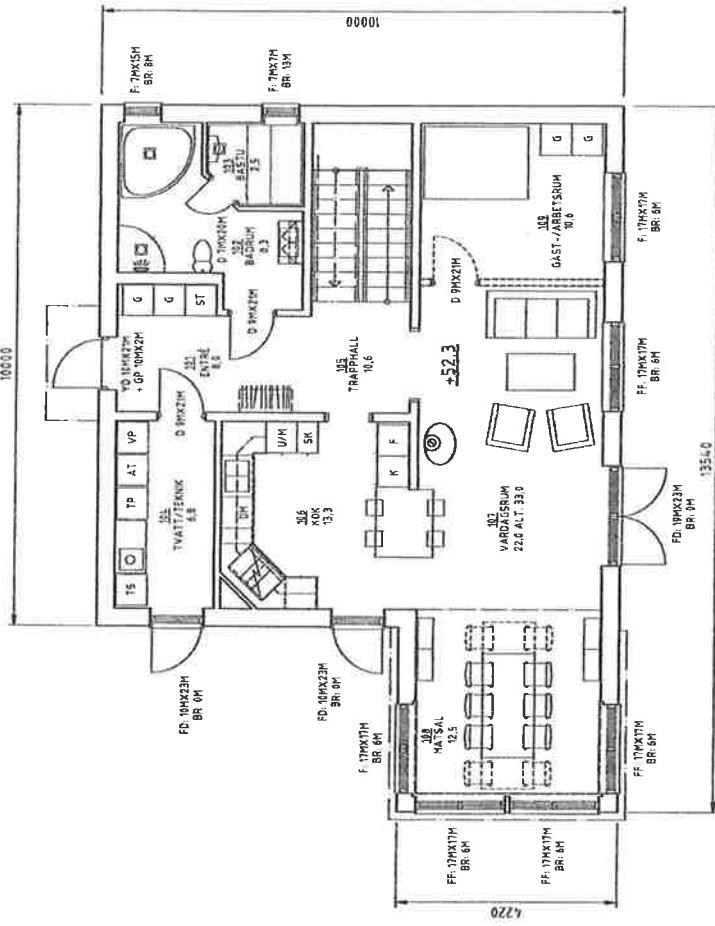 10000
10000
13540
4220
F: 7MX15M
BR: 8M
F: 7MX7M
BR: 13M
103
BASTU
2,5
D 7MX20M
102
BADRUM
8,3
D 9MX21M
G
G
ST
YD 10MX21M
+ GP 10MX2M
101
ENTRÉ
8,0
D 9MX21M
VP
AT
TP
TS
104
TVÄTT/TEKNIK
6,8
U/M
SK
DM
106
KÖK
13,3
K
F
105
TRAPPHALL
10,6
+52,3
D 9MX21M
109
GÄST-/ARBETSRUM
10,6
G
G
107
VARDAGSRUM
22,0 ALT. 33,0
108
MATSAL
12,5
FD: 10MX23M
BR: 0M
FD: 10MX23M
BR: 0M
F: 17MX17M
BR: 6M
FF: 17MX17M
BR: 6M
FF: 17MX17M
BR: 6M
FF: 17MX17M
BR: 6M
FD: 19MX23M
BR: 0M
FF: 17MX17M
BR: 6M
F: 17MX17M
BR: 6M